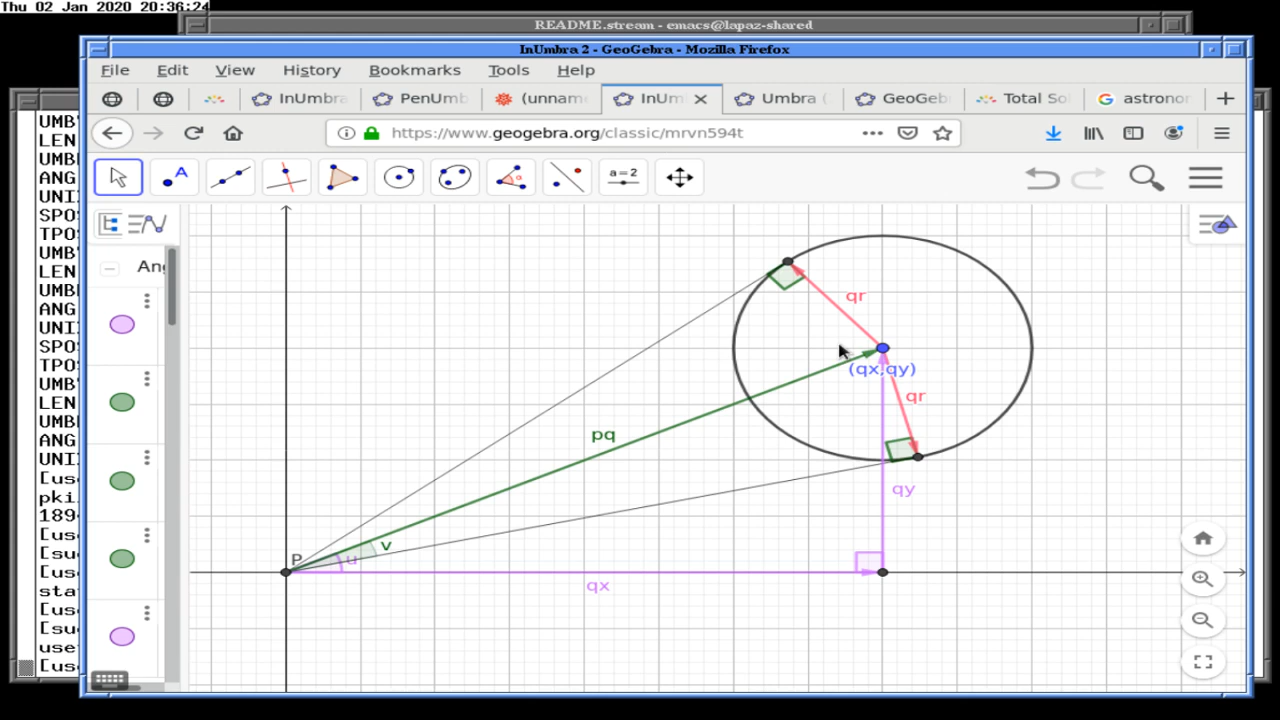 Thu 02 Jan 2020 20:36:24
README.stream - emacs@lapaz-shared
InUmbra 2 - GeoGebra - Mozilla Firefox
File Edit View History Bookmarks Tools Help
InUmbra PenUmb (unnam InUm Umbra ( GeoGeb Total So astronor
https://www.geogebra.org/classic/mrvn594t
A
a=2
Ang
UMB
LEN
UMB
ANG
UNI
SPO
TPO
UMB
LEN
UMB
ANG
UNI
SPO
TPO
UMB
LEN
UMB
ANG
UNI
[use
pki
189
[us
[su
[us
sta
[us
[su
use
[us
qr
(qx,qy)
qr
pq
qy
v
P
u
qx